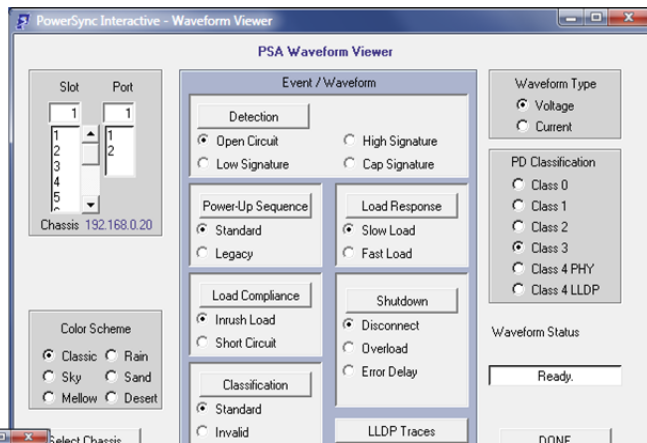 PowerSync Interactive - Waveform Viewer
PSA Waveform Viewer
Slot Port
1 1
1
2
3
4
5
1
2
Chassis 192.168.0.20
Color Scheme
Classic Rain
Sky Sand
Mellow Desert
Select Chassis
Event / Waveform
Detection
Open Circuit High Signature
Low Signature Cap Signature
Power-Up Sequence
Standard
Legacy
Load Response
Slow Load
Fast Load
Load Compliance
Inrush Load
Short Circuit
Shutdown
Disconnect
Overload
Error Delay
Classification
Standard
Invalid
LLDP Traces
Waveform Type
Voltage
Current
PD Classification
Class 0
Class 1
Class 2
Class 3
Class 4 PHY
Class 4 LLDP
Waveform Status
Ready.
DONE